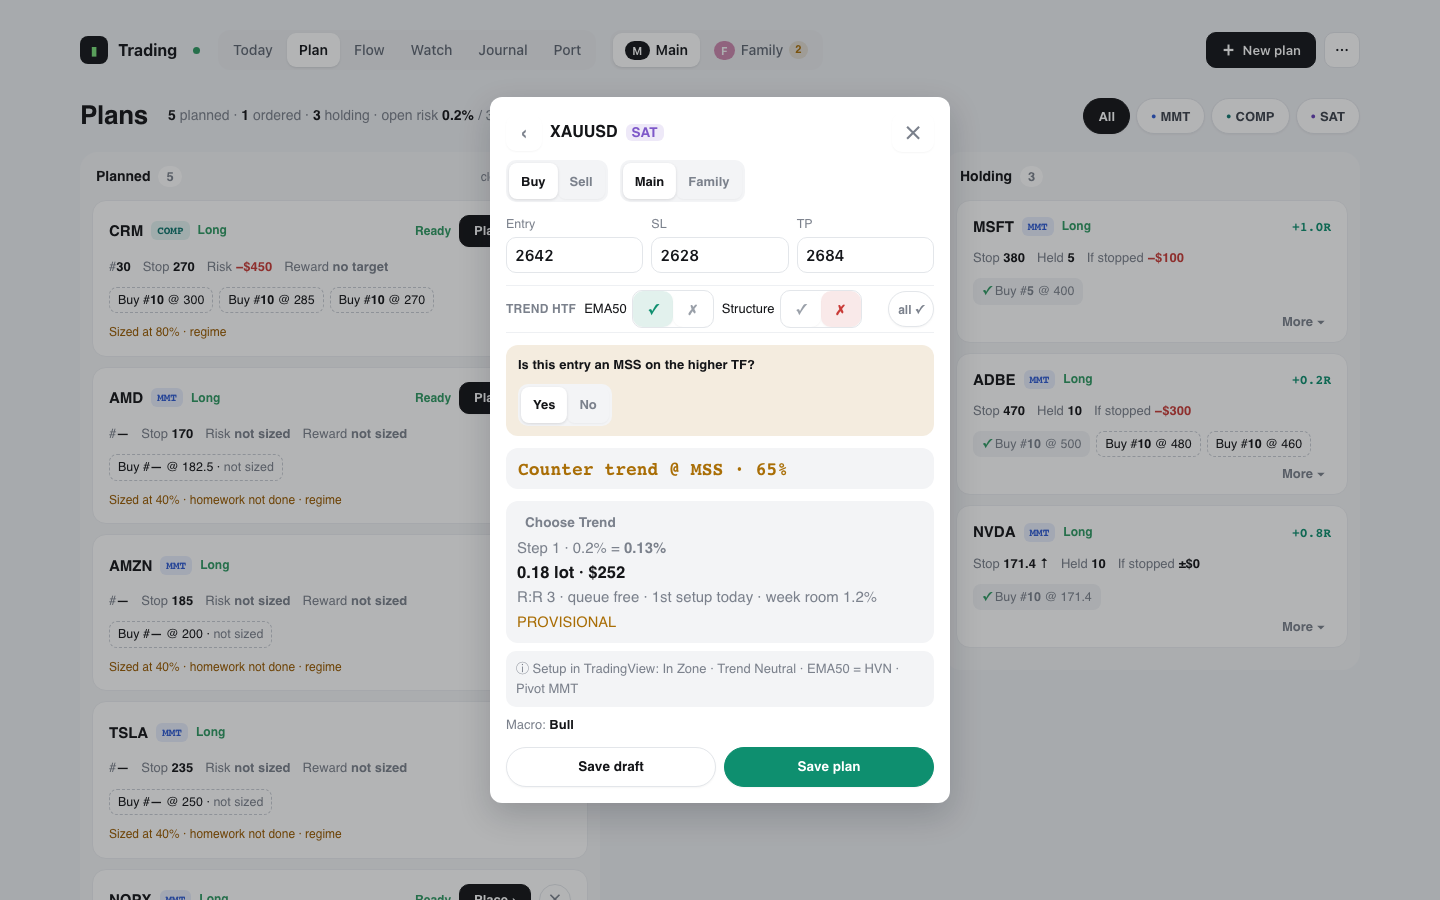 Trading
Today Plan Flow Watch Journal Port
M Main F Family 2
+ New plan ···
Plans 5 planned · 1 ordered · 3 holding · open risk 0.2% / 3
All • MMT • COMP • SAT
Planned 5
CRM COMP Long Ready
#30 Stop 270 Risk –$450 Reward no target
Buy #10 @ 300 Buy #10 @ 285 Buy #10 @ 270
Sized at 80% · regime
AMD MMT Long Ready
#— Stop 170 Risk not sized Reward not sized
Buy #— @ 182.5 · not sized
Sized at 40% · homework not done · regime
AMZN MMT Long
#— Stop 185 Risk not sized Reward not sized
Buy #— @ 200 · not sized
Sized at 40% · homework not done · regime
TSLA MMT Long
#— Stop 235 Risk not sized Reward not sized
Buy #— @ 250 · not sized
Sized at 40% · homework not done · regime
MMT Long Ready
‹ XAUUSD SAT ✕
Buy Sell Main Family
Entry SL TP
2642 2628 2684
TREND HTF EMA50 ✓ ✗ Structure ✓ ✗ all ✓
Is this entry an MSS on the higher TF?
Yes No
Counter trend @ MSS · 65%
Choose Trend
Step 1 · 0.2% = 0.13%
0.18 lot · $252
R:R 3 · queue free · 1st setup today · week room 1.2%
PROVISIONAL
ⓘ Setup in TradingView: In Zone · Trend Neutral · EMA50 = HVN ·
Pivot MMT
Macro: Bull
Save draft Save plan
Holding 3
MSFT MMT Long +1.0R
Stop 380 Held 5 If stopped –$100
✓ Buy #5 @ 400
More
ADBE MMT Long +0.2R
Stop 470 Held 10 If stopped –$300
✓ Buy #10 @ 500 Buy #10 @ 480 Buy #10 @ 460
More
NVDA MMT Long +0.8R
Stop 171.4 ↑ Held 10 If stopped ±$0
✓ Buy #10 @ 171.4
More